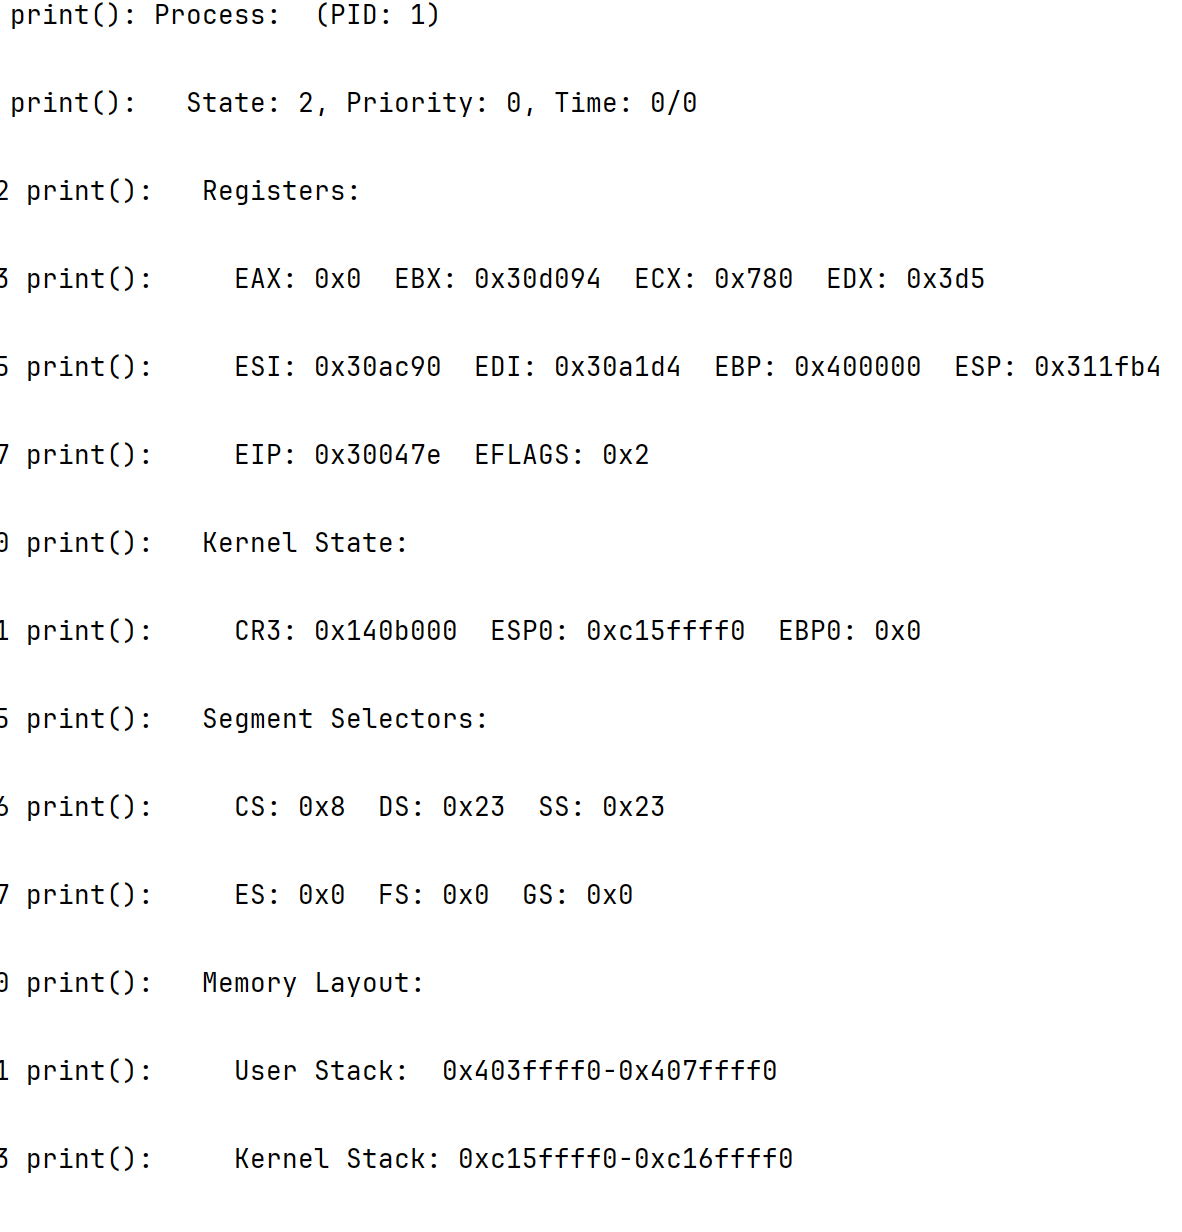 print(): Process:  (PID: 1)
print():   State: 2, Priority: 0, Time: 0/0
2 print():   Registers:
3 print():     EAX: 0x0  EBX: 0x30d094  ECX: 0x780  EDX: 0x3d5
5 print():     ESI: 0x30ac90  EDI: 0x30a1d4  EBP: 0x400000  ESP: 0x311fb4
7 print():     EIP: 0x30047e  EFLAGS: 0x2
0 print():   Kernel State:
1 print():     CR3: 0x140b000  ESP0: 0xc15ffff0  EBP0: 0x0
5 print():   Segment Selectors:
6 print():     CS: 0x8  DS: 0x23  SS: 0x23
7 print():     ES: 0x0  FS: 0x0  GS: 0x0
0 print():   Memory Layout:
1 print():     User Stack:  0x403ffff0-0x407ffff0
3 print():     Kernel Stack: 0xc15ffff0-0xc16ffff0